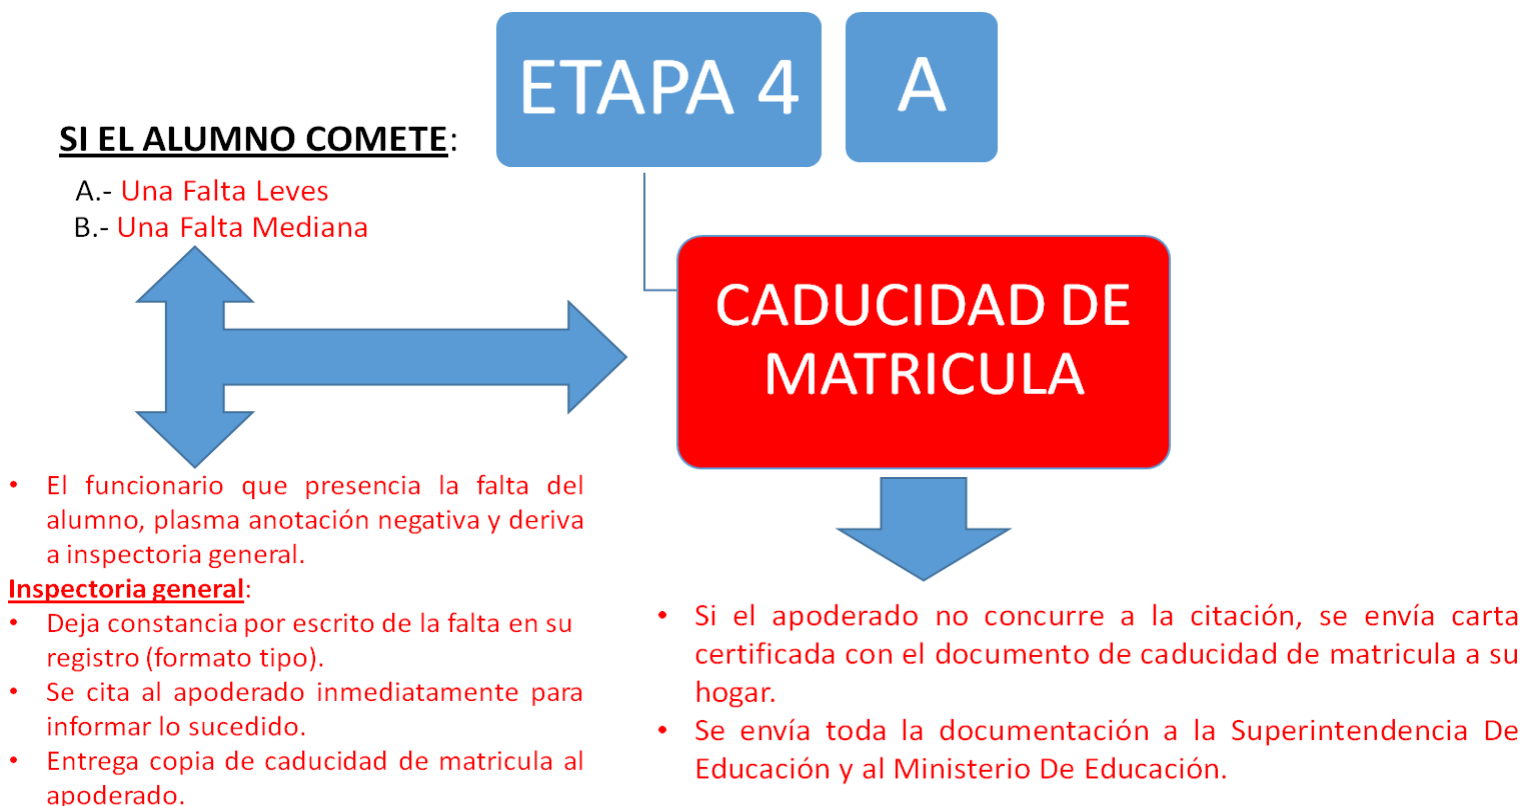 ETAPA 4
A
SI EL ALUMNO COMETE:
A.- Una Falta Leves
B.- Una Falta Mediana
CADUCIDAD DE
MATRICULA
• El funcionario que presencia la falta del
alumno, plasma anotación negativa y deriva
a inspectoria general.
Inspectoria general:
• Deja constancia por escrito de la falta en su
registro (formato tipo).
• Se cita al apoderado inmediatamente para
informar lo sucedido.
• Entrega copia de caducidad de matricula al
apoderado.
• Si el apoderado no concurre a la citación, se envía carta
certificada con el documento de caducidad de matricula a su
hogar.
• Se envía toda la documentación a la Superintendencia De
Educación y al Ministerio De Educación.